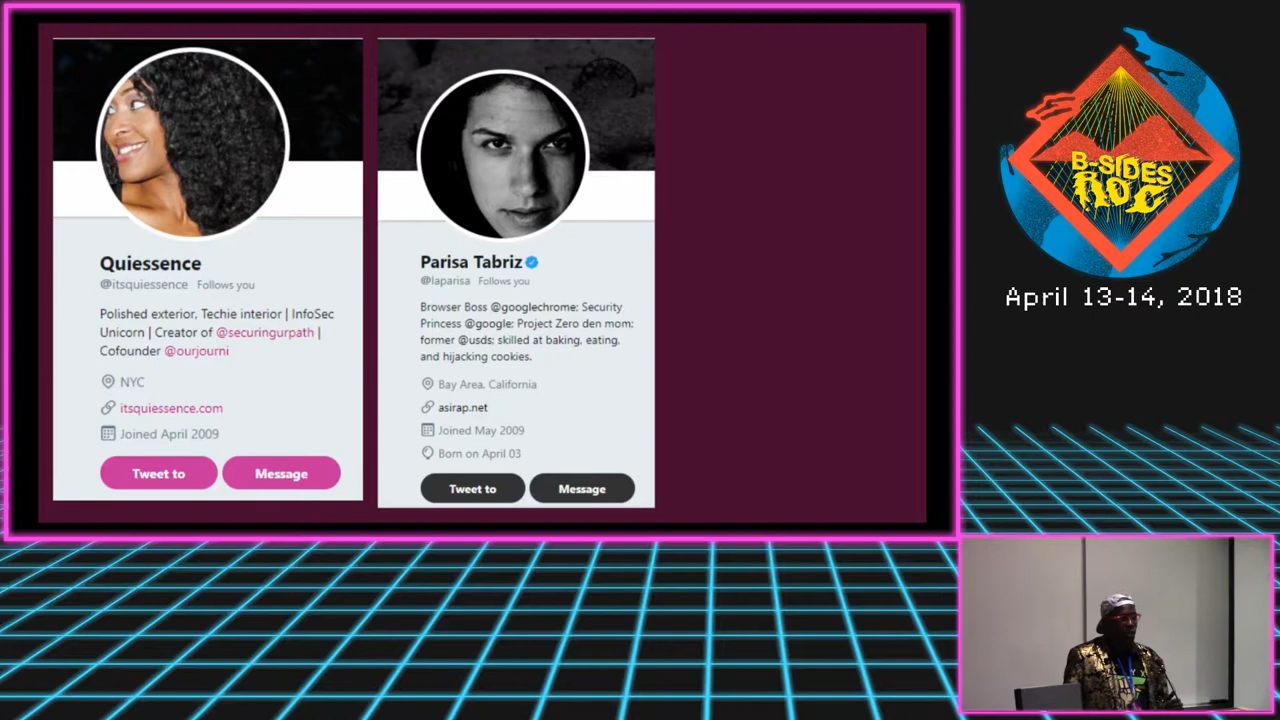 Quiessence
@itsquiessence Follows you
Polished exterior, Techie interior | InfoSec
Unicorn | Creator of @securingurpath |
Cofounder @ourjourni
NYC
itsquiessence.com
Joined April 2009
Tweet to Message
Parisa Tabriz
@laparisa Follows you
Browser Boss @googlechrome; Security
Princess @google; Project Zero den mom;
former @usds; skilled at baking, eating,
and hijacking cookies.
Bay Area, California
asirap.net
Joined May 2009
Born on April 03
Tweet to Message
B-SIDES
ROC
April 13-14, 2018